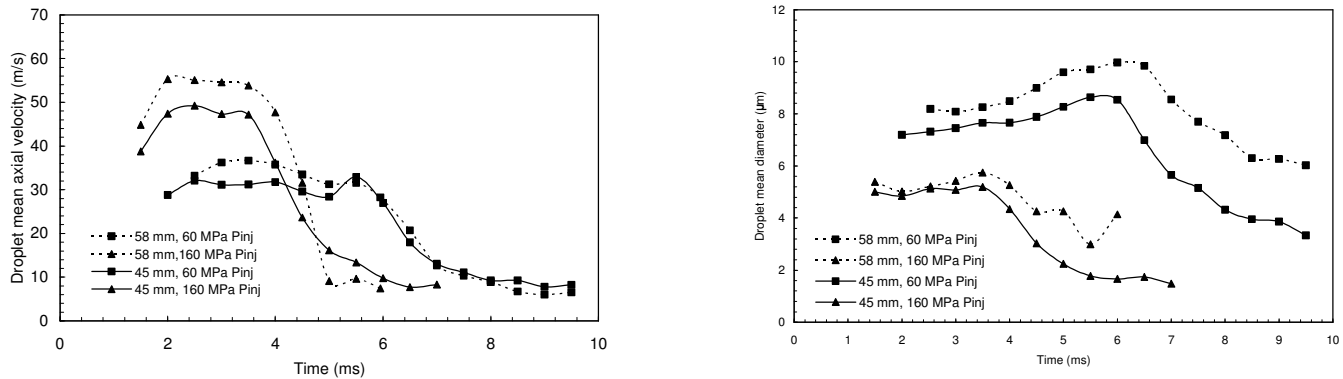 Droplet mean axial velocity (m/s)
70
60
50
40
30
20
10
0
58 mm, 60 MPa Pinj
58 mm,160 MPa Pinj
45 mm, 60 MPa Pinj
45 mm, 160 MPa Pinj
0 2 4 6 8 10
Time (ms)
Droplet mean diameter (µm)
12
10
8
6
4
2
0
58 mm, 60 MPa Pinj
58 mm, 160 MPa Pinj
45 mm, 60 MPa Pinj
45 mm, 160 MPa Pinj
0 1 2 3 4 5 6 7 8 9 10
Time (ms)